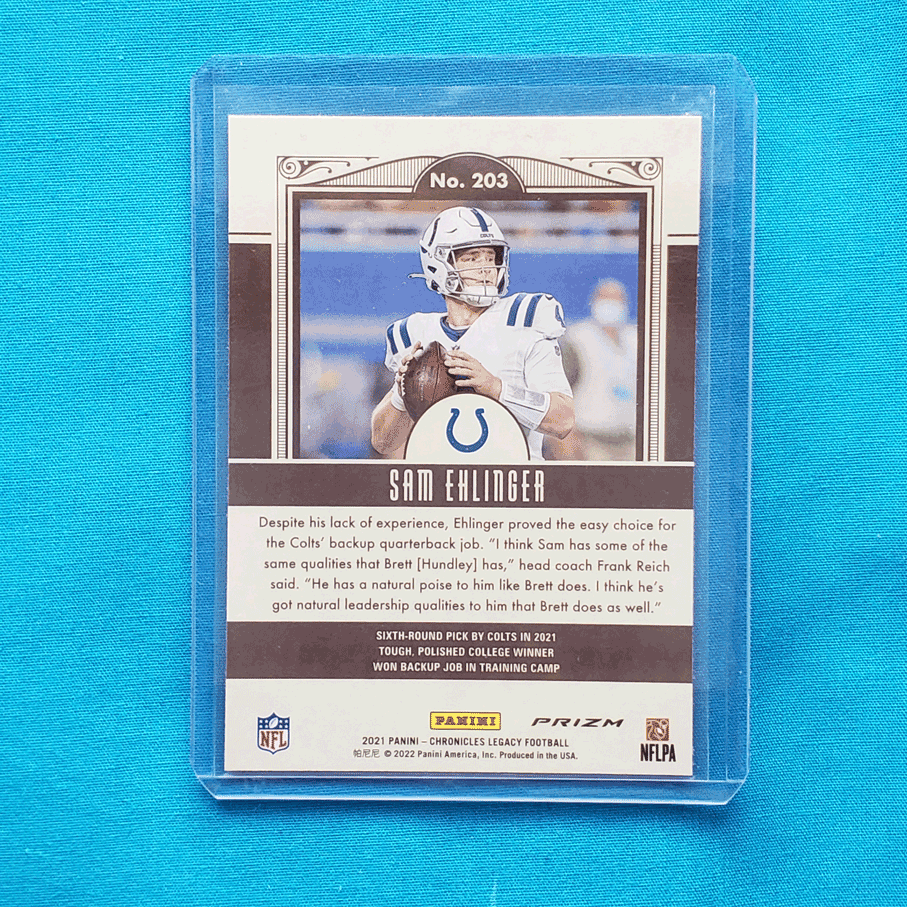 No. 203
COLTS
SAM EHLINGER
Despite his lack of experience, Ehlinger proved the easy choice for
the Colts' backup quarterback job. "I think Sam has some of the
same qualities that Brett [Hundley] has," head coach Frank Reich
said. "He has a natural poise to him like Brett does. I think he's
got natural leadership qualities to him that Brett does as well."
SIXTH-ROUND PICK BY COLTS IN 2021
TOUGH, POLISHED COLLEGE WINNER
WON BACKUP JOB IN TRAINING CAMP
NFL
PANINI
PRIZM
NFLPA
2021 PANINI – CHRONICLES LEGACY FOOTBALL
帕尼尼 © 2022 Panini America, Inc. Produced in the USA.